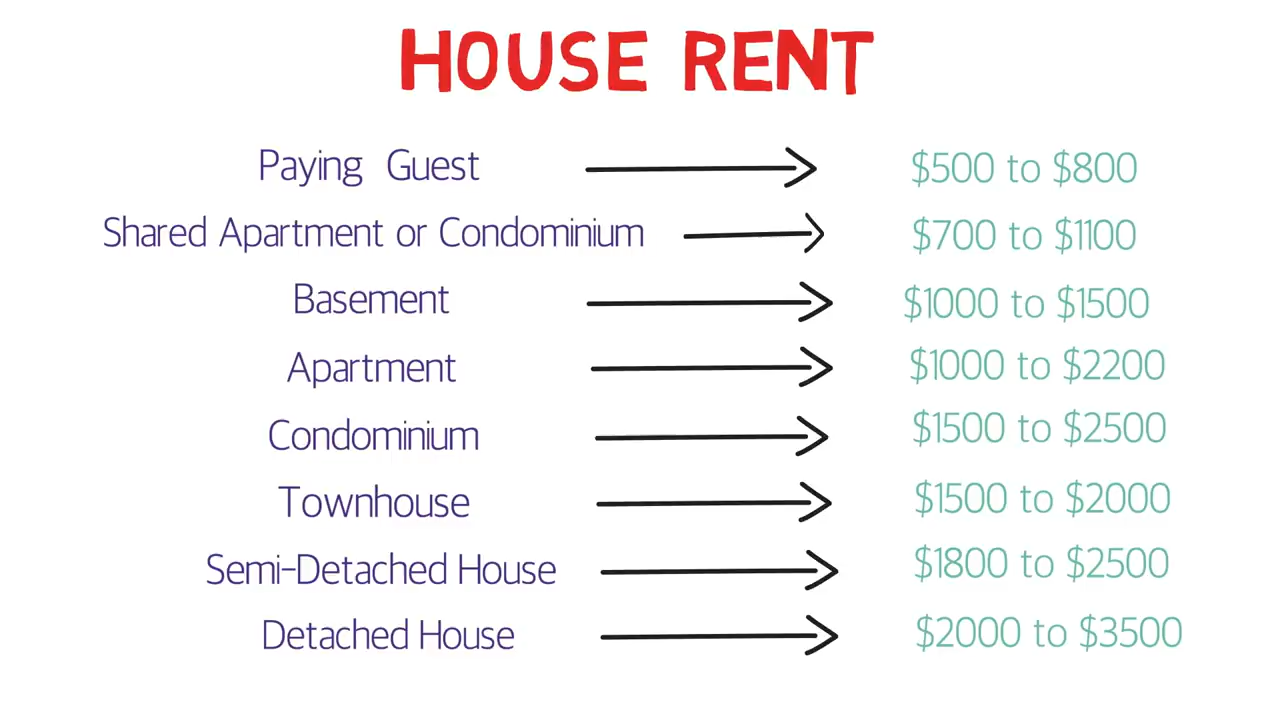 HOUSE RENT
Paying Guest $500 to $800
Shared Apartment or Condominium $700 to $1100
Basement $1000 to $1500
Apartment $1000 to $2200
Condominium $1500 to $2500
Townhouse $1500 to $2000
Semi-Detached House $1800 to $2500
Detached House $2000 to $3500